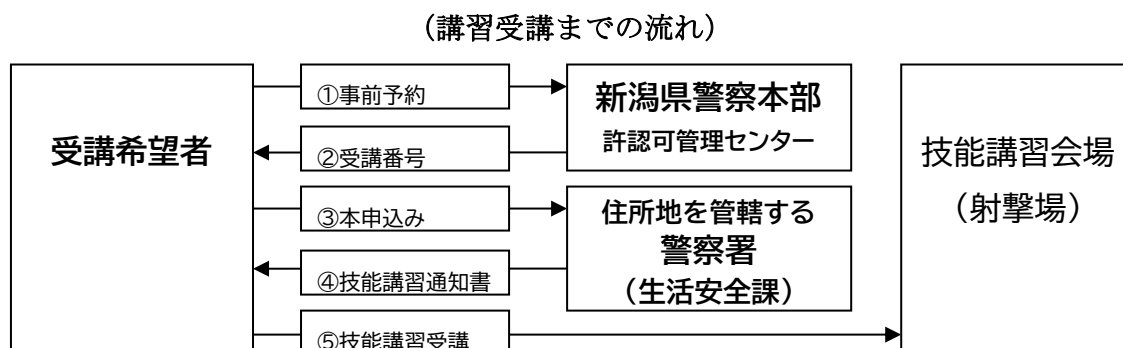 （講習受講までの流れ）
受講希望者
①事前予約
②受講番号
③本申込み
④技能講習通知書
⑤技能講習受講
新潟県警察本部
許認可管理センター
住所地を管轄する
警察署
（生活安全課）
技能講習会場
（射撃場）